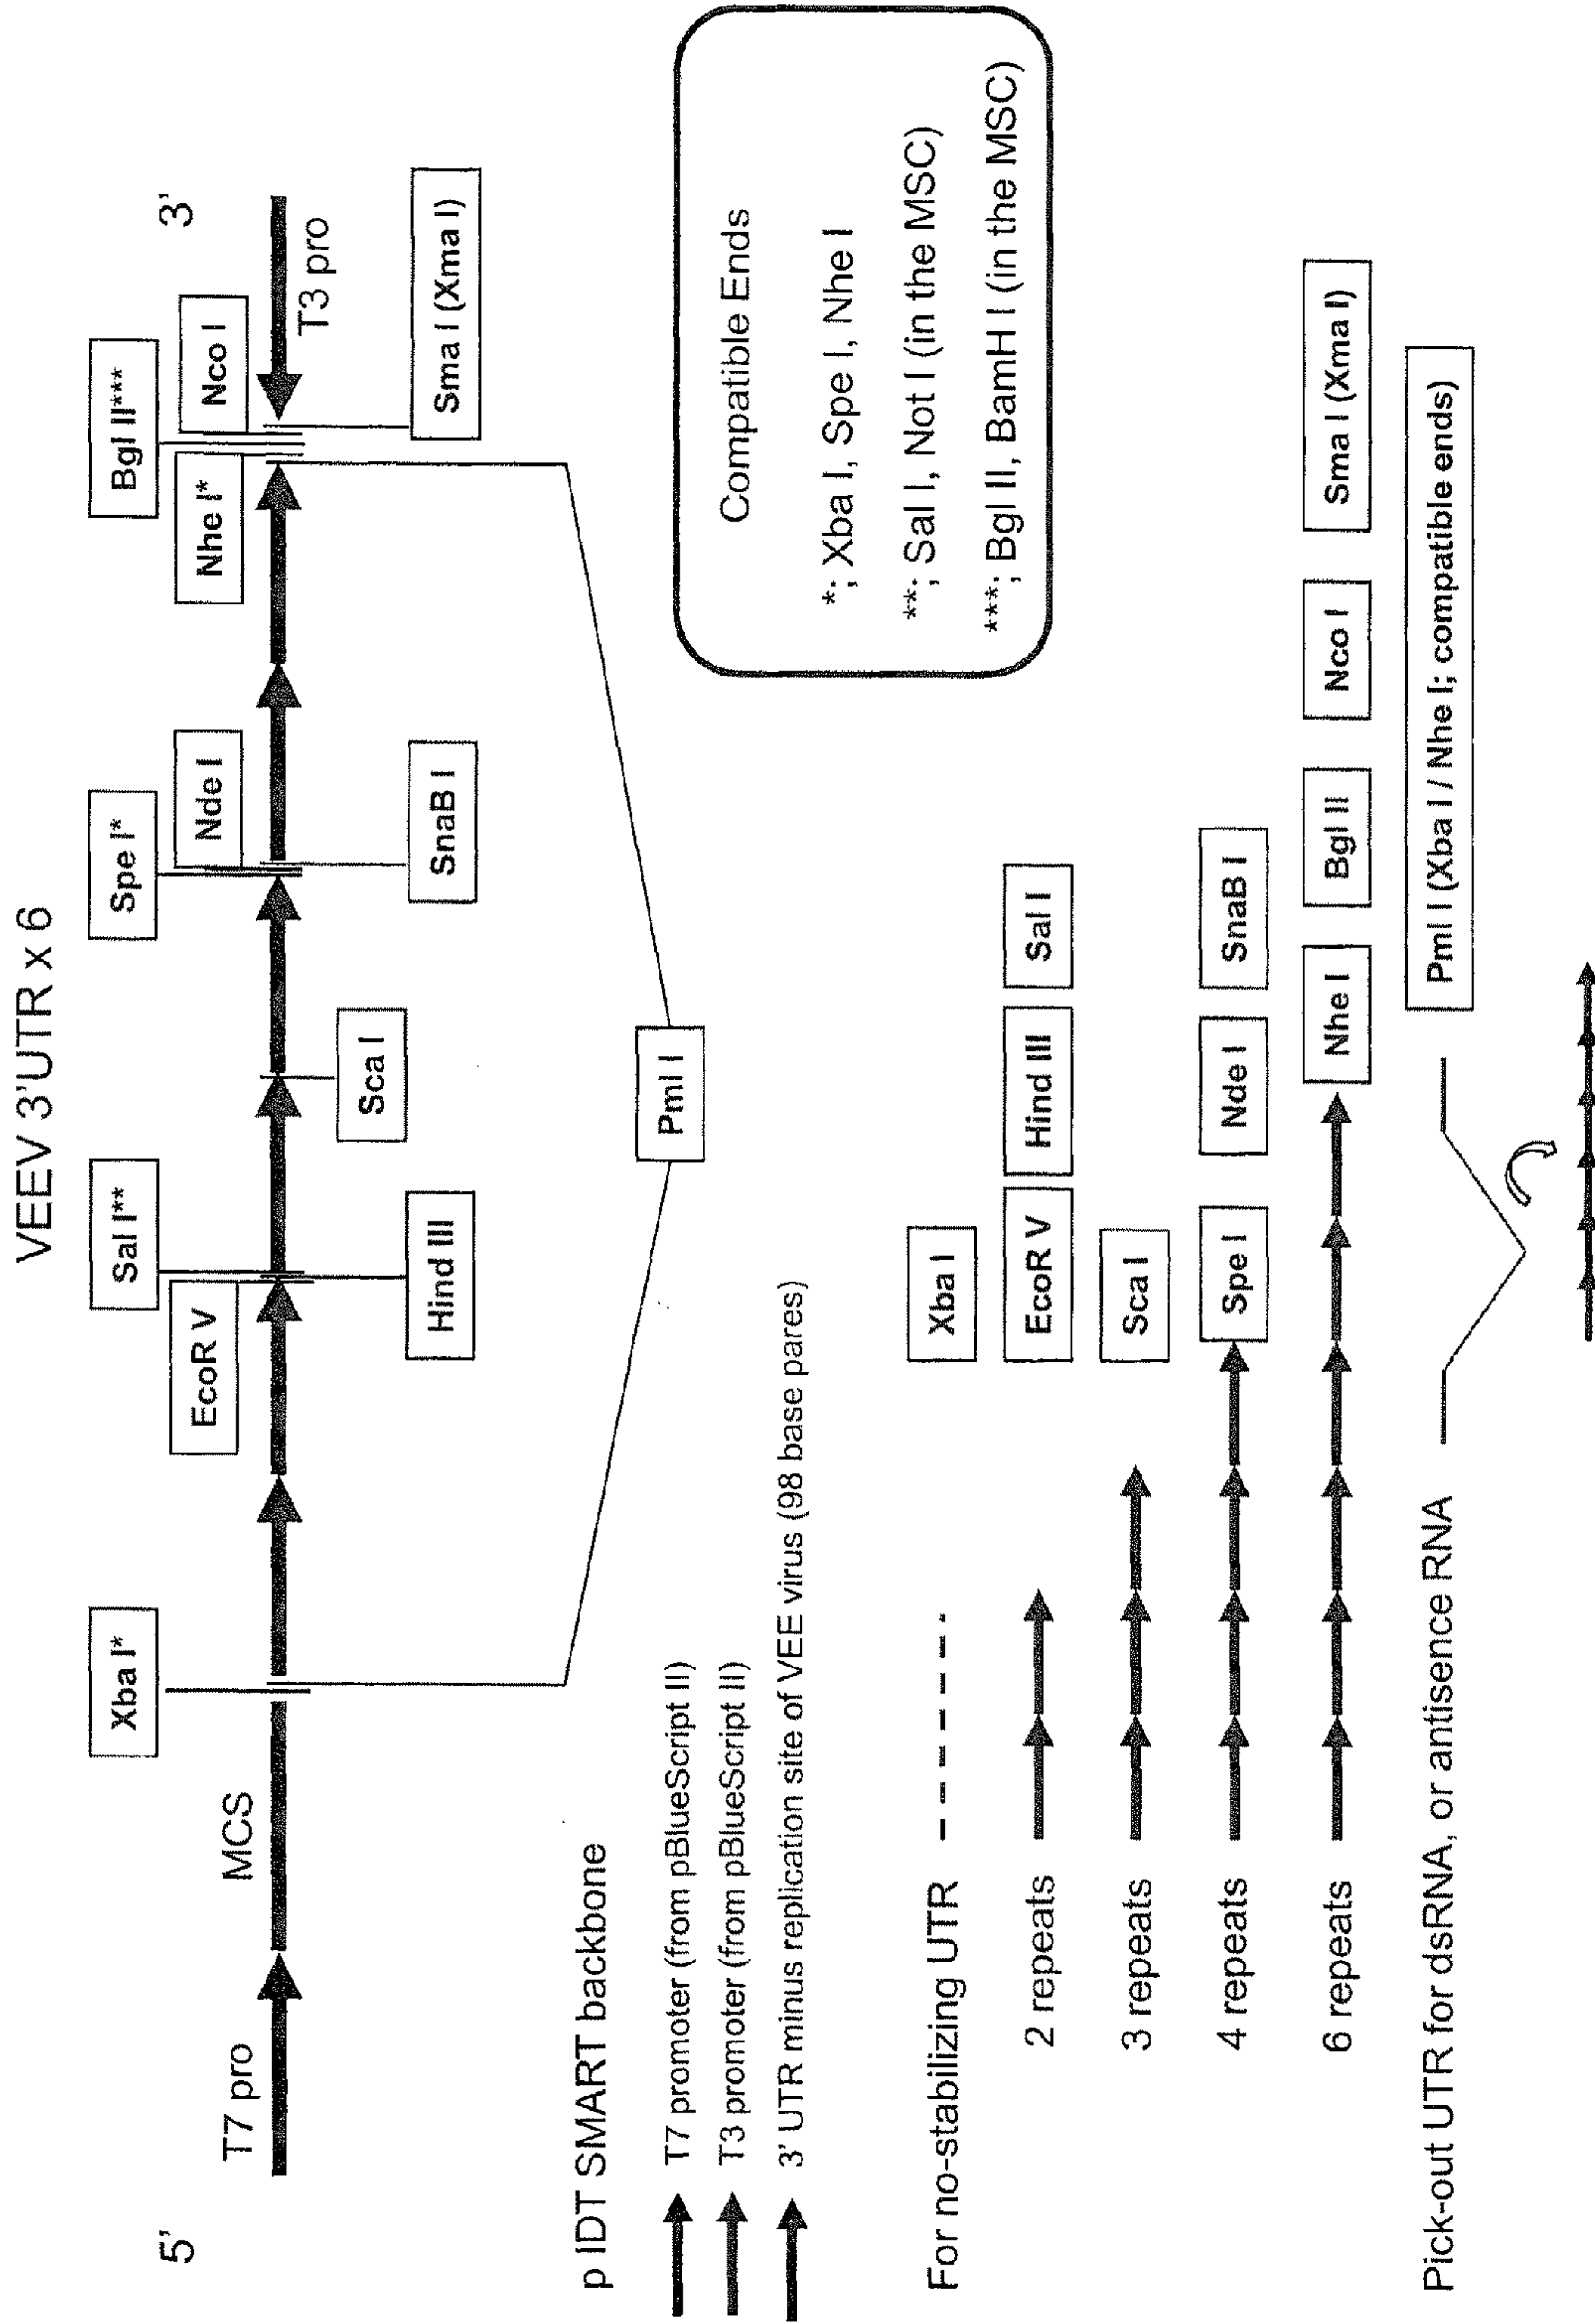 VEEV 3'UTR x 6
Xba I*
Sal I**
Spe I*
Bgl II***
EcoR V
Nde I
Nhe I*
Nco I
5'
T7 pro
MCS
3'
T3 pro
Sca I
Hind III
SnaB I
Sma I (Xma I)
Pml I
p IDT SMART backbone
T7 promoter (from pBlueScript II)
T3 promoter (from pBlueScript II)
3' UTR minus replication site of VEE virus (98 base pares)
Compatible Ends
*; Xba I, Spe I, Nhe I
**; Sal I, Not I (in the MSC)
***; Bgl II, BamH I (in the MSC)
For no-stabilizing UTR
Xba I
2 repeats
EcoR V
Hind III
Sal I
3 repeats
Sca I
4 repeats
Spe I
Nde I
SnaB I
6 repeats
Nhe I
Bgl II
Nco I
Sma I (Xma I)
Pick-out UTR for dsRNA, or antisence RNA
Pml I (Xba I / Nhe I; compatible ends)